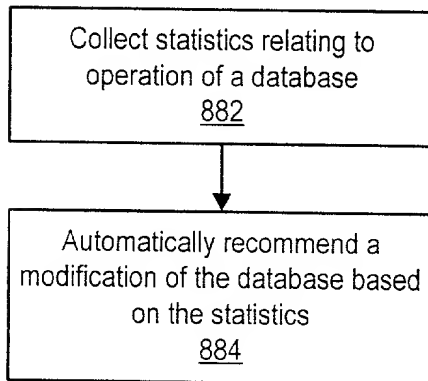 Collect statistics relating to
operation of a database
882
Automatically recommend a
modification of the database based
on the statistics
884